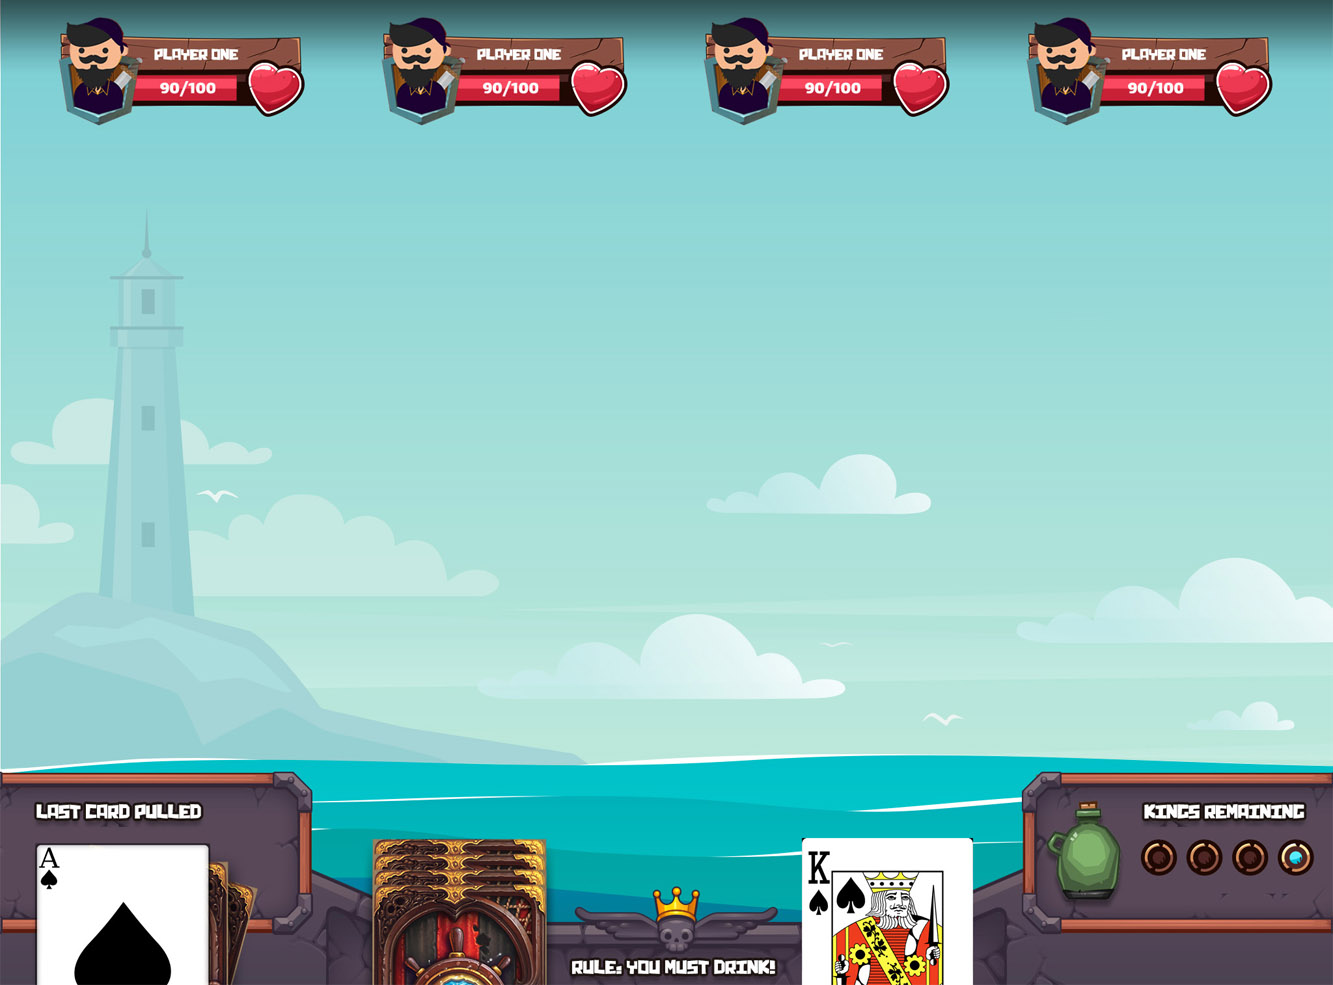 PLAYER ONE
90/100
PLAYER ONE
90/100
PLAYER ONE
90/100
PLAYER ONE
90/100
LAST CARD PULLED
A
K
KINGS REMAINING
RULE: YOU MUST DRINK!